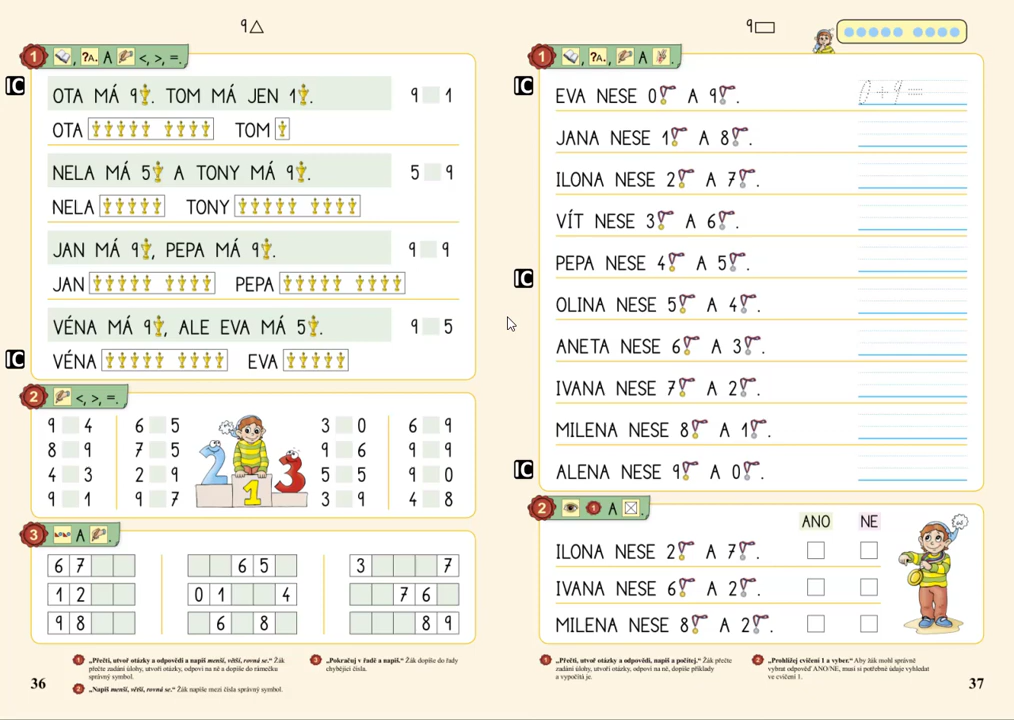 9
1 , ?A. A <, >, =.
OTA MÁ 9. TOM MÁ JEN 1. 9 1
OTA TOM
NELA MÁ 5 A TONY MÁ 9. 5 9
NELA TONY
JAN MÁ 9, PEPA MÁ 9. 9 9
JAN PEPA
VÉNA MÁ 9, ALE EVA MÁ 5. 9 5
VÉNA EVA
2 <, >, =.
9 4 6 5 3 0 6 9
8 9 7 5 9 6 9 9
4 3 2 9 5 5 9 0
9 1 9 7 3 9 4 8
2 1 3
3 A .
6 7 6 5 3 7
1 2 0 1 4 7 6
9 8 6 8 8 9
1 „Přečti, utvoř otázky a odpovědi a napiš menší, větší, rovná se.“ Žák
přečte zadání úlohy, utvoří otázky, odpoví na ně a dopíše do rámečku
správný symbol.
2 „Napiš menší, větší, rovná se.“ Žák napíše mezi čísla správný symbol.
3 „Pokračuj v řadě a napiš.“ Žák dopíše do řady
chybějící čísla.
36
9
1 , ?A. , A .
EVA NESE 0 A 9. 0 + 9 =
JANA NESE 1 A 8.
ILONA NESE 2 A 7.
VÍT NESE 3 A 6.
PEPA NESE 4 A 5.
OLINA NESE 5 A 4.
ANETA NESE 6 A 3.
IVANA NESE 7 A 2.
MILENA NESE 8 A 1.
ALENA NESE 9 A 0.
2 1 A .
ANO NE
ILONA NESE 2 A 7.
IVANA NESE 6 A 2.
MILENA NESE 8 A 2.
1 „Přečti, utvoř otázky a odpovědi, napiš a počítej.“ Žák přečte
zadání úlohy, utvoří otázky, odpoví na ně, dopíše příklady
a vypočítá je.
2 „Prohlížej cvičení 1 a vyber.“ Aby žák mohl správně
vybrat odpověď ANO/NE, musí si potřebné údaje vyhledat
ve cvičení 1.
37